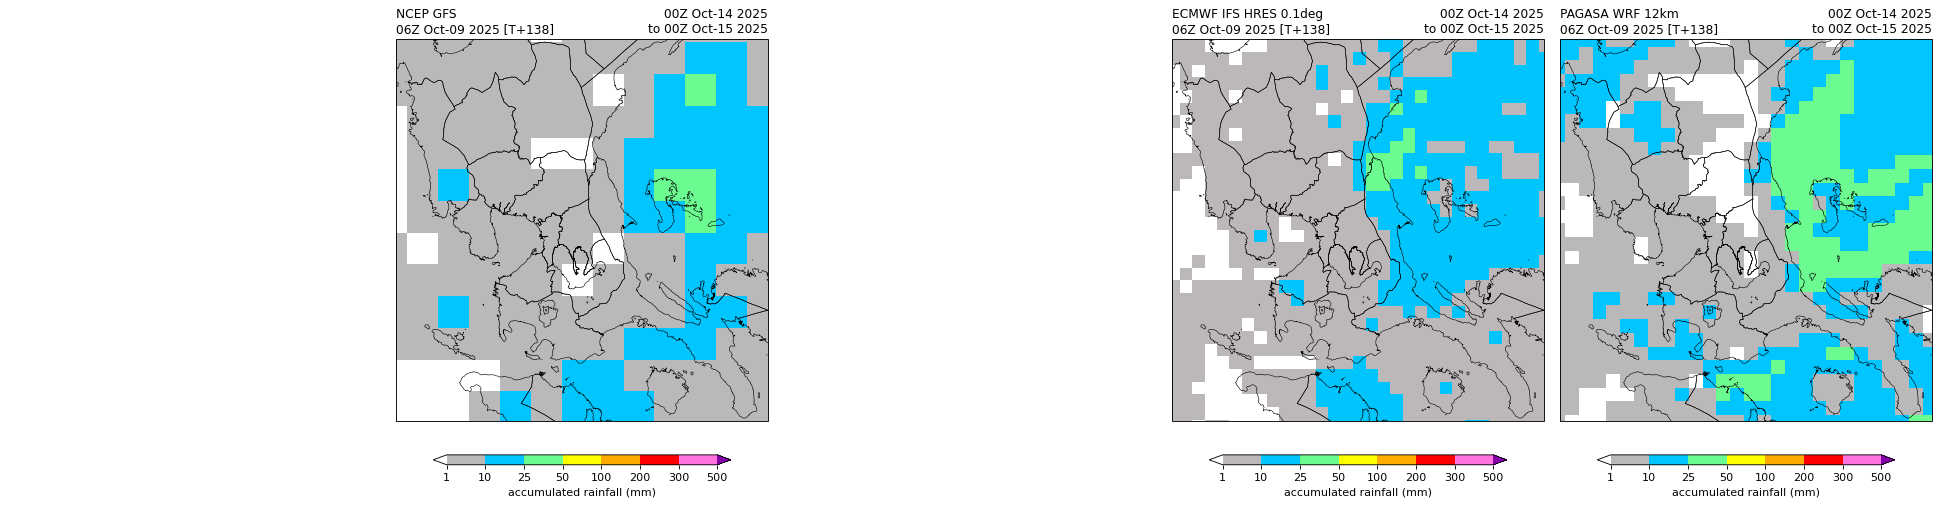 NCEP GFS 00Z Oct-14 2025
06Z Oct-09 2025 [T+138] to 00Z Oct-15 2025
1 10 25 50 100 200 300 500
accumulated rainfall (mm)
ECMWF IFS HRES 0.1deg 00Z Oct-14 2025
06Z Oct-09 2025 [T+138] to 00Z Oct-15 2025
1 10 25 50 100 200 300 500
accumulated rainfall (mm)
PAGASA WRF 12km 00Z Oct-14 2025
06Z Oct-09 2025 [T+138] to 00Z Oct-15 2025
1 10 25 50 100 200 300 500
accumulated rainfall (mm)